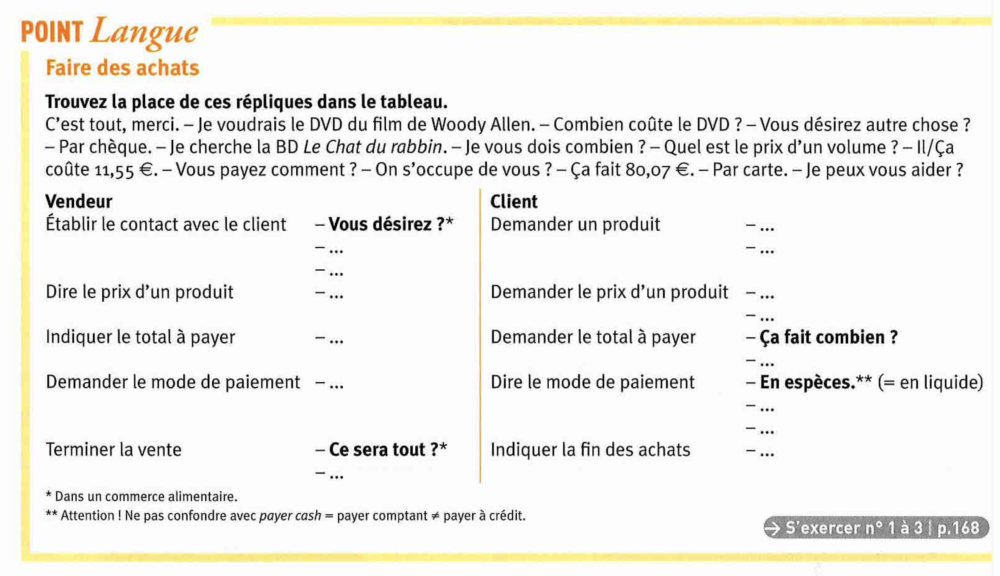 POINT Langue
Faire des achats
Trouvez la place de ces répliques dans le tableau.
C'est tout, merci. – Je voudrais le DVD du film de Woody Allen. – Combien coûte le DVD ? – Vous désirez autre chose ?
– Par chèque. – Je cherche la BD Le Chat du rabbin. – Je vous dois combien ? – Quel est le prix d'un volume ? – Il/Ça
coûte 11,55 €. – Vous payez comment ? – On s'occupe de vous ? – Ça fait 80,07 €. – Par carte. – Je peux vous aider ?
Vendeur
Établir le contact avec le client – Vous désirez ?*
– ...
– ...
Dire le prix d'un produit – ...
Indiquer le total à payer – ...
Demander le mode de paiement – ...
Terminer la vente – Ce sera tout ?*
– ...
Client
Demander un produit – ...
– ...
Demander le prix d'un produit – ...
– ...
Demander le total à payer – Ça fait combien ?
– ...
Dire le mode de paiement – En espèces.** (= en liquide)
– ...
– ...
Indiquer la fin des achats – ...
* Dans un commerce alimentaire.
** Attention ! Ne pas confondre avec payer cash = payer comptant ≠ payer à crédit.
→ S'exercer n° 1 à 3 | p.168